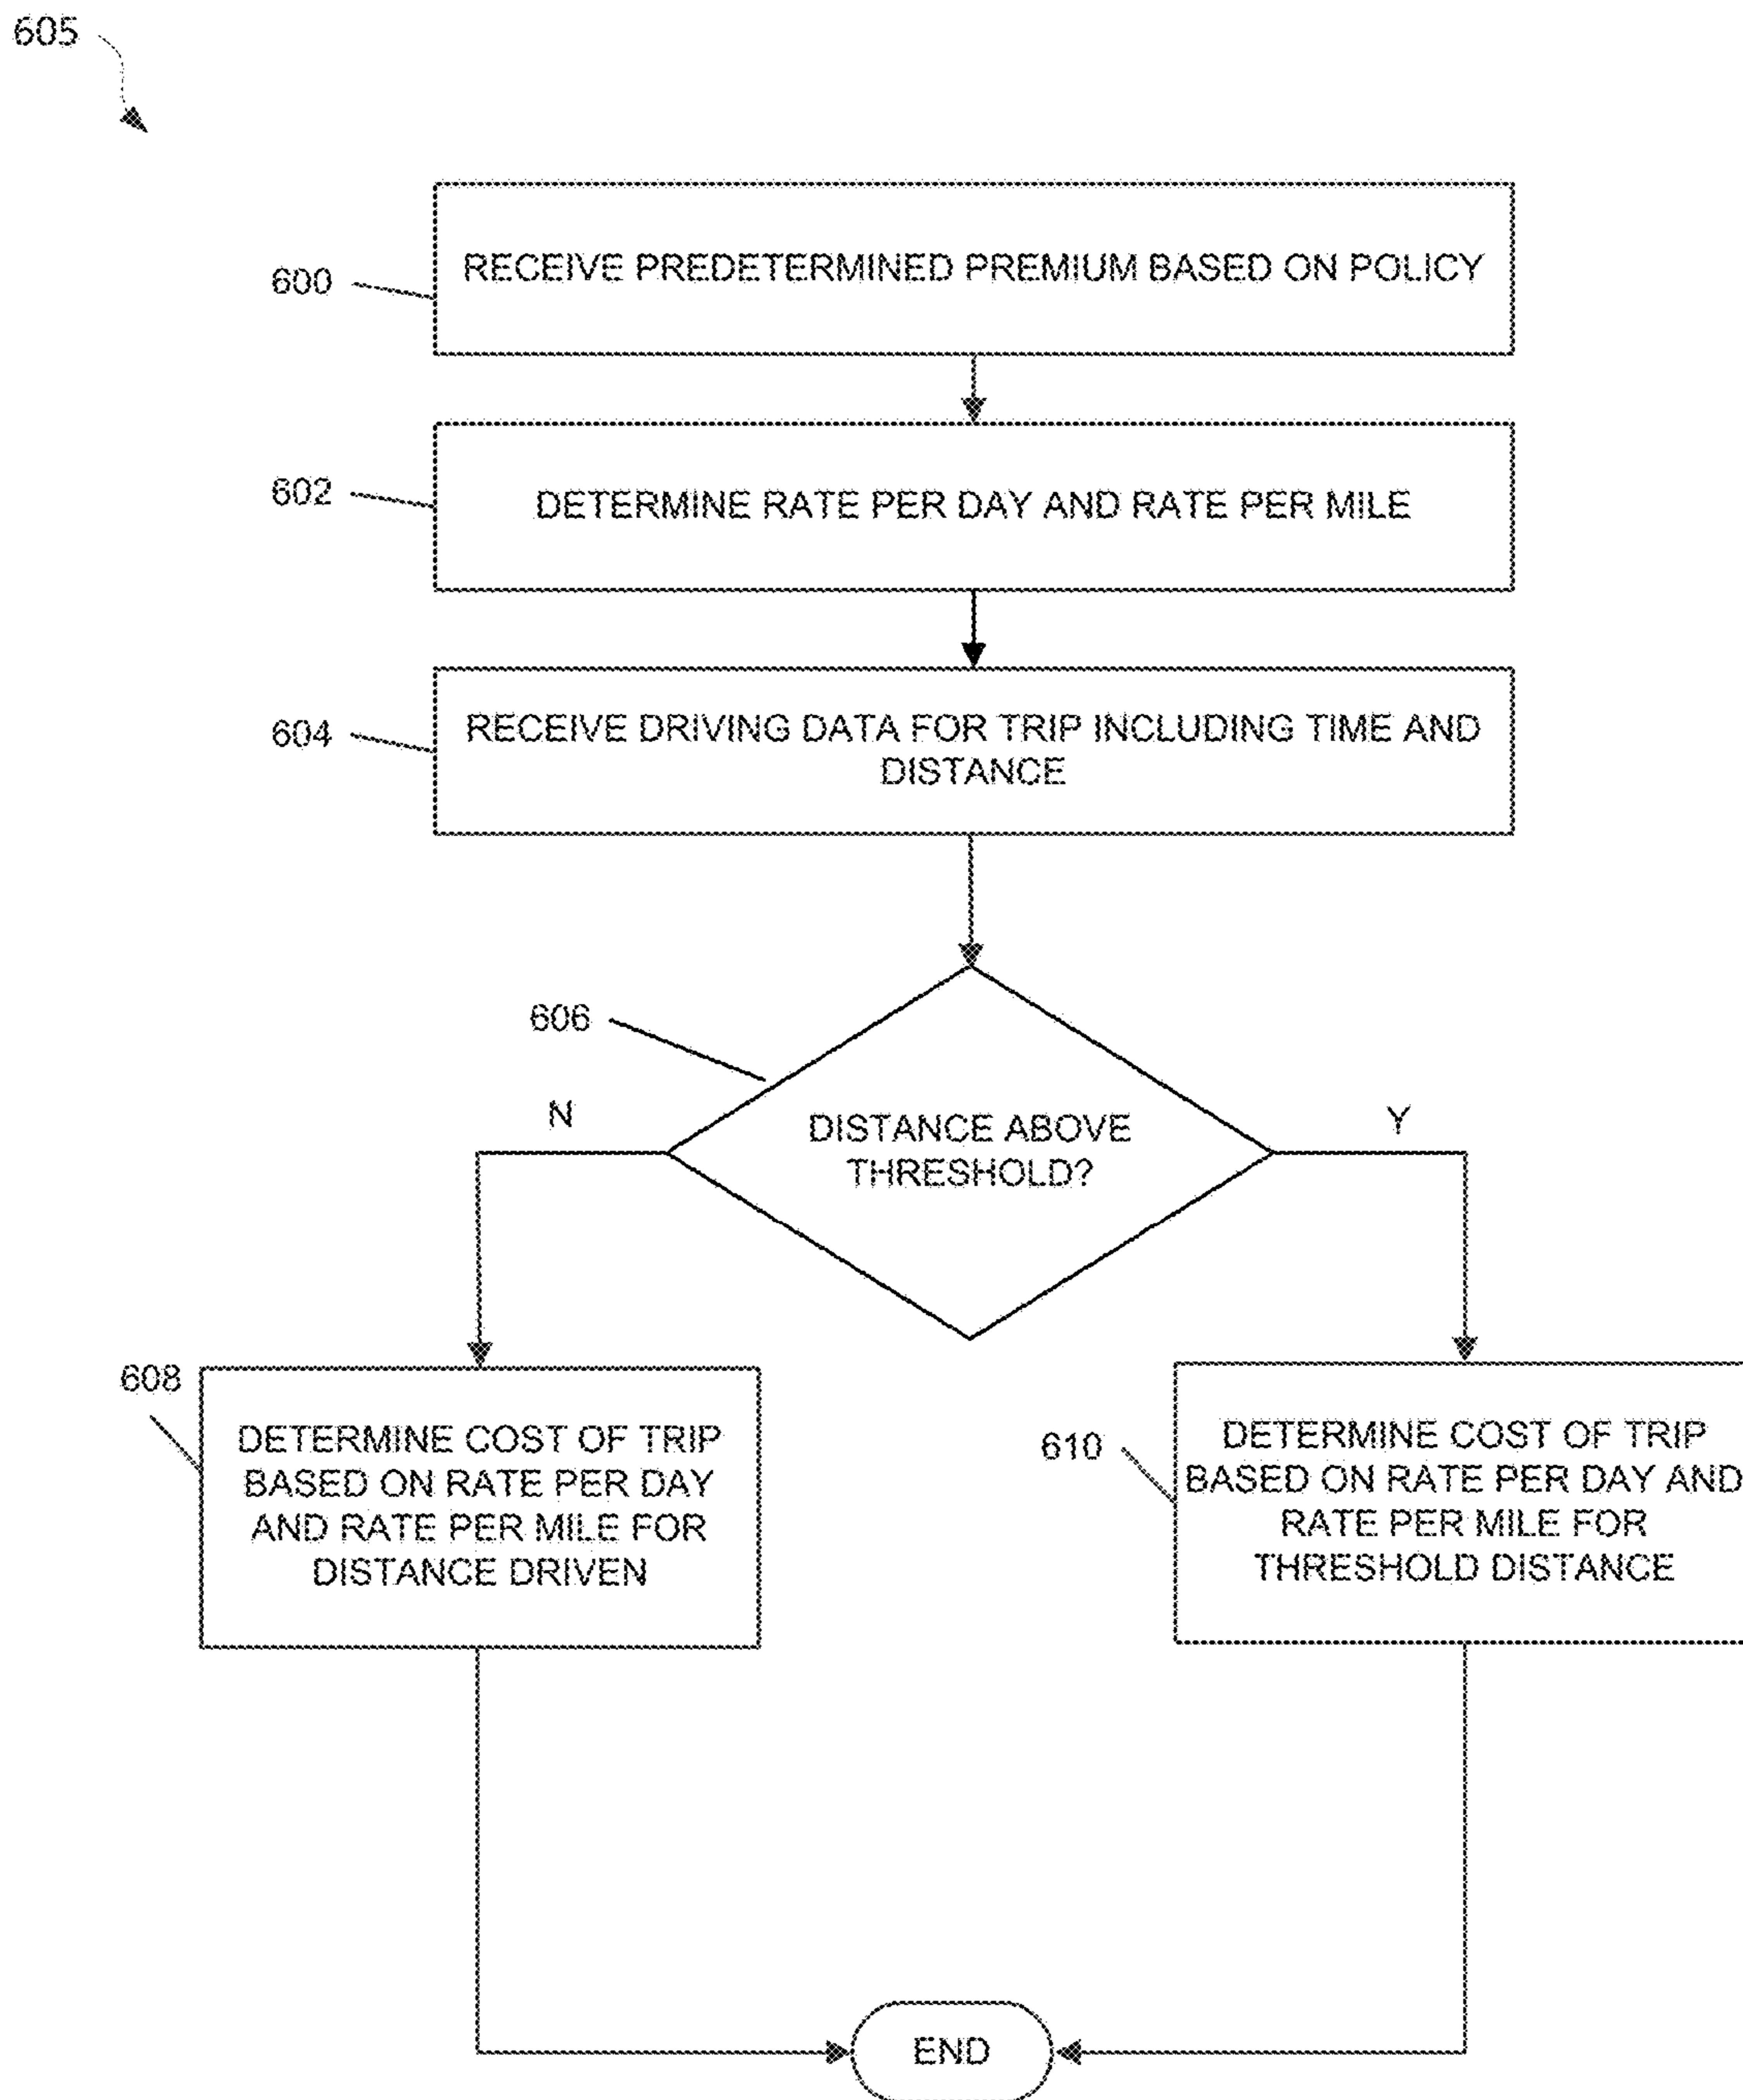 605
600
RECEIVE PREDETERMINED PREMIUM BASED ON POLICY
602
DETERMINE RATE PER DAY AND RATE PER MILE
604
RECEIVE DRIVING DATA FOR TRIP INCLUDING TIME AND
DISTANCE
606
N
DISTANCE ABOVE
THRESHOLD?
Y
608
DETERMINE COST OF TRIP
BASED ON RATE PER DAY
AND RATE PER MILE FOR
DISTANCE DRIVEN
610
DETERMINE COST OF TRIP
BASED ON RATE PER DAY AND
RATE PER MILE FOR
THRESHOLD DISTANCE
END